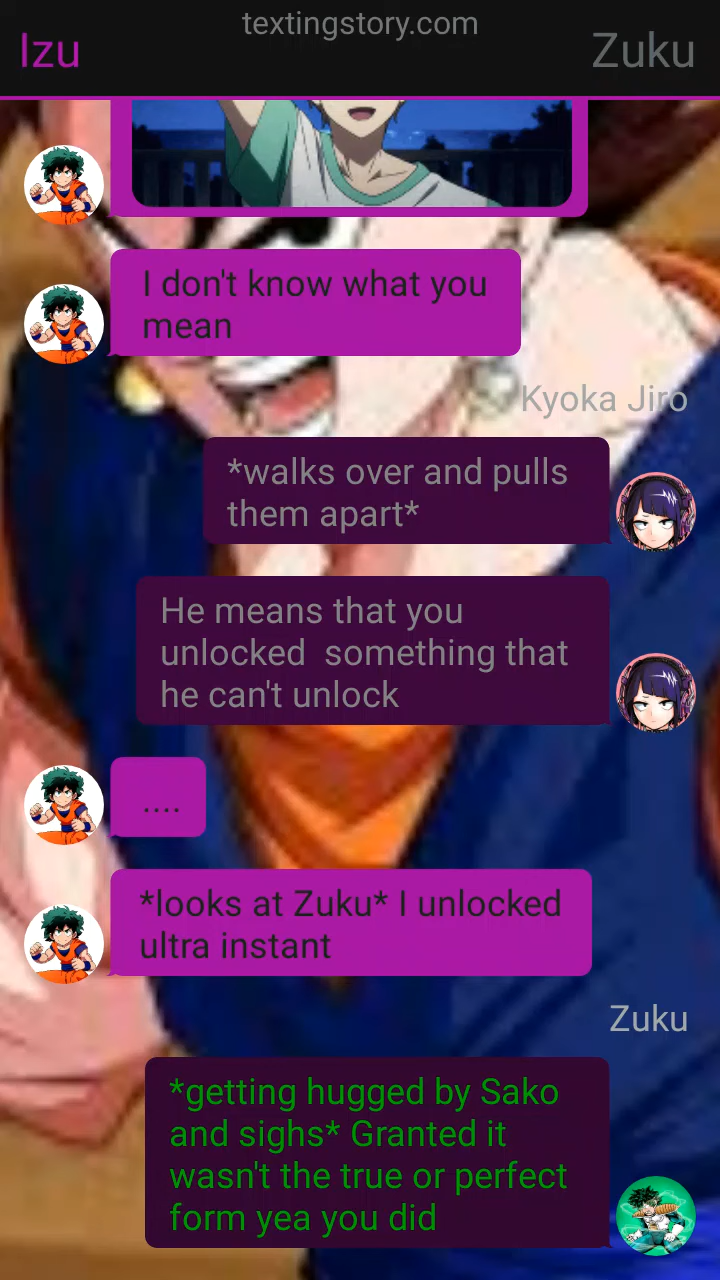 textingstory.com
Izu
Zuku
I don't know what you
mean
Kyoka Jiro
*walks over and pulls
them apart*
He means that you
unlocked  something that
he can't unlock
....
*looks at Zuku* I unlocked
ultra instant
Zuku
*getting hugged by Sako
and sighs* Granted it
wasn't the true or perfect
form yea you did